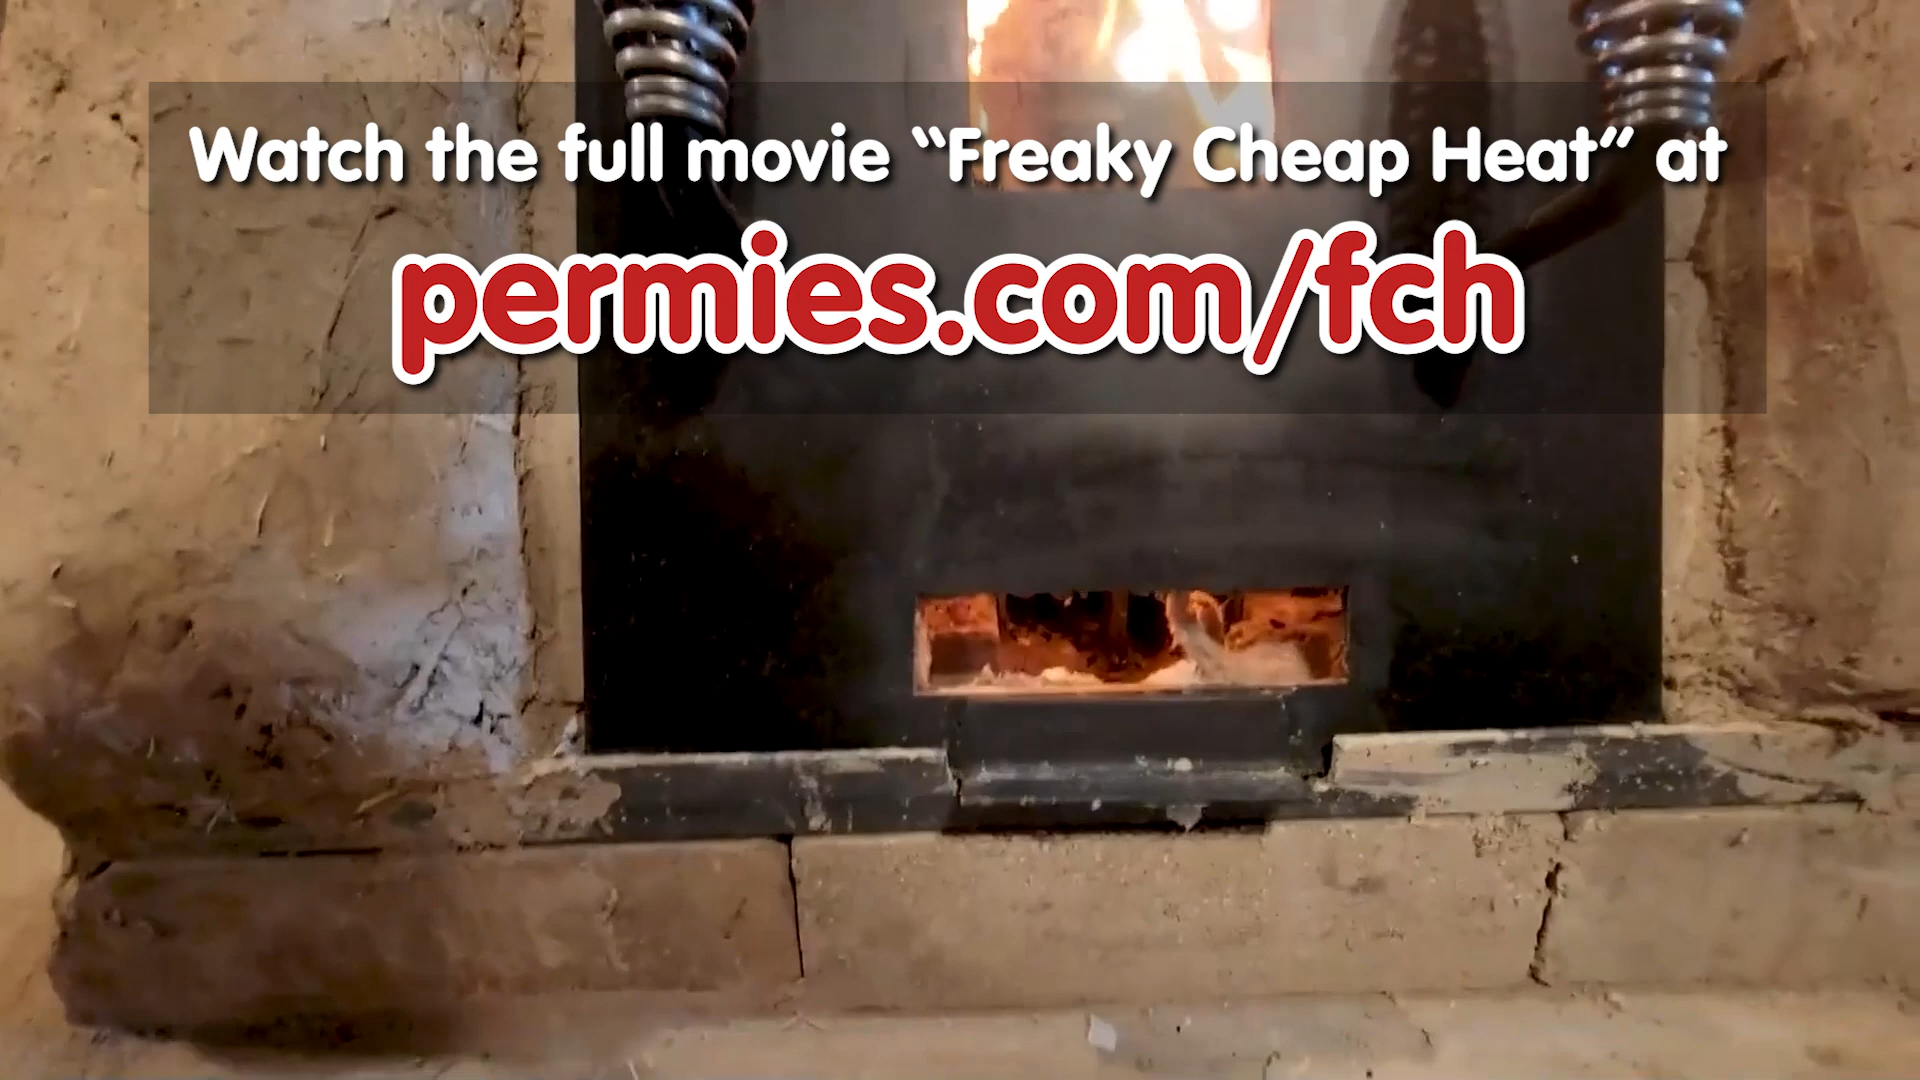 Watch the full movie “Freaky Cheap Heat” at
permies.com/fch